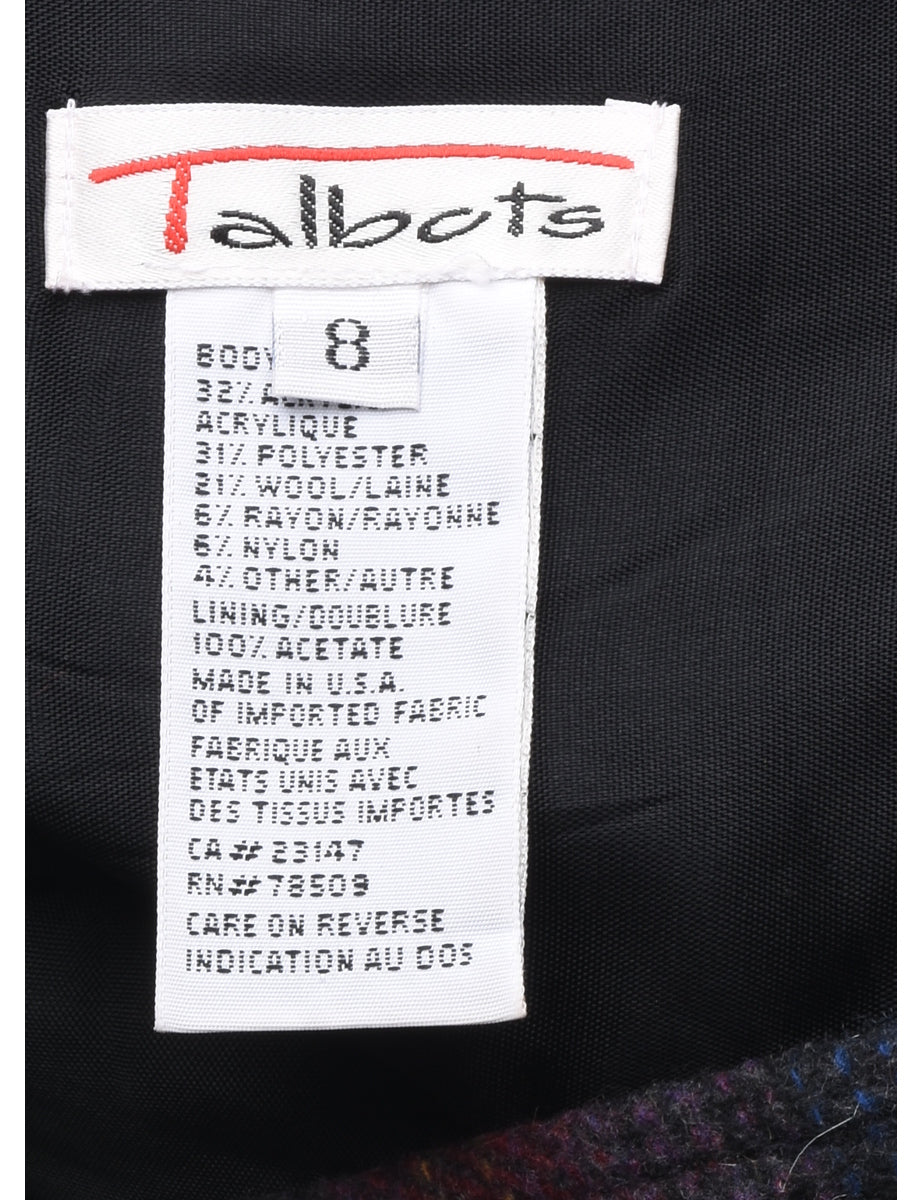 Talbots
8
BODY
32% ACRYLIC
ACRYLIQUE
31% POLYESTER
21% WOOL/LAINE
6% RAYON/RAYONNE
6% NYLON
4% OTHER/AUTRE
LINING/DOUBLURE
100% ACETATE
MADE IN U.S.A.
OF IMPORTED FABRIC
FABRIQUE AUX
ETATS UNIS AVEC
DES TISSUS IMPORTES
CA# 23147
RN# 78509
CARE ON REVERSE
INDICATION AU DOS